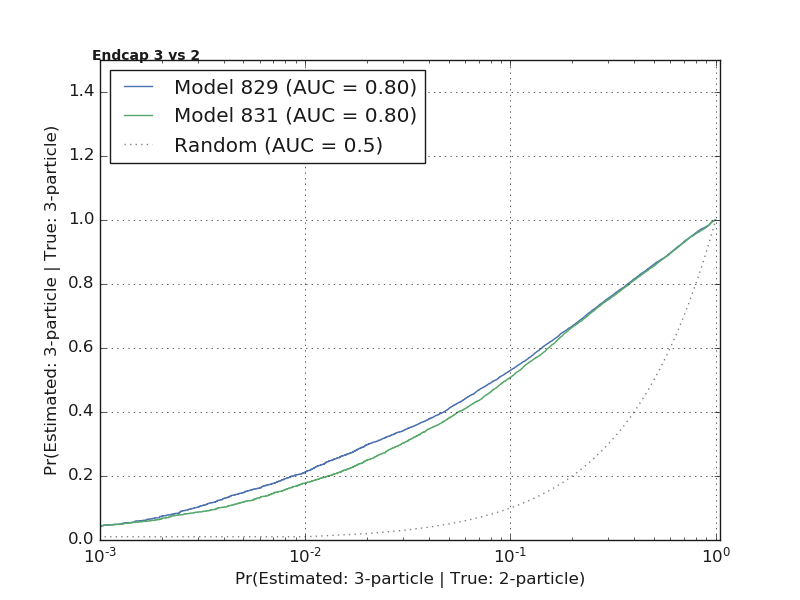 Endcap 3 vs 2
Model 829 (AUC = 0.80)
Model 831 (AUC = 0.80)
Random (AUC = 0.5)
Pr(Estimated: 3-particle | True: 3-particle)
1.4
1.2
1.0
0.8
0.6
0.4
0.2
0.0
10^-3 10^-2 10^-1 10^0
Pr(Estimated: 3-particle | True: 2-particle)